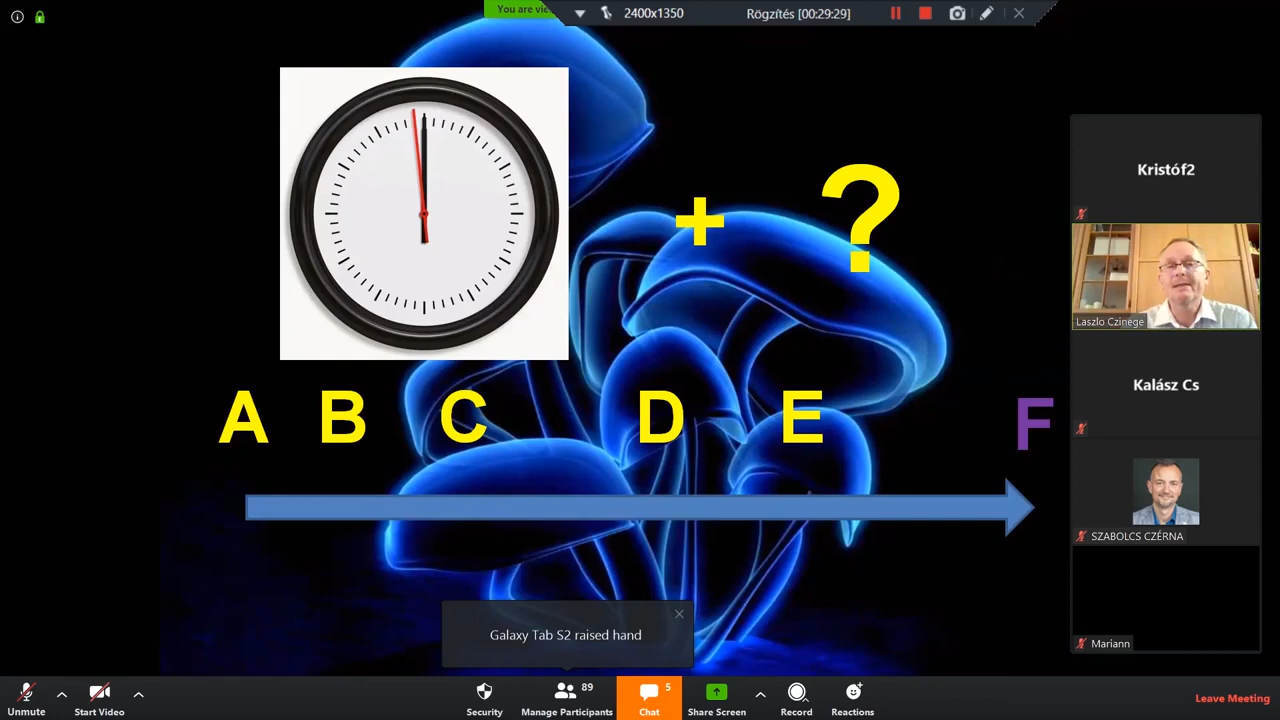 You are vie
2400x1350
Rögzítés [00:29:29]
+ ?
A B C D E F
Kristóf2
Laszlo Czinege
Kalász Cs
SZABOLCS CZÉRNA
Mariann
Galaxy Tab S2 raised hand
Unmute
Start Video
Security
89
Manage Participants
5
Chat
Share Screen
Record
Reactions
Leave Meeting